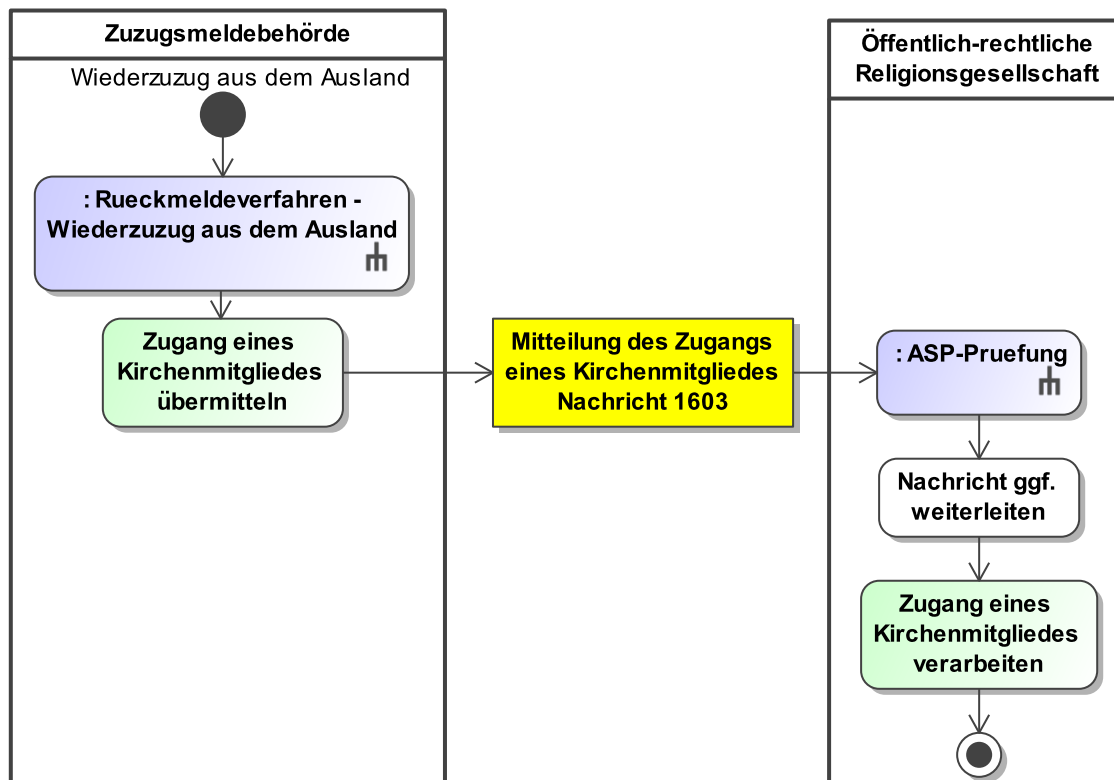 Zuzugsmeldebehörde
Wiederzuzug aus dem Ausland
: Rueckmeldeverfahren -
Wiederzuzug aus dem Ausland
Zugang eines
Kirchenmitgliedes
übermitteln
Mitteilung des Zugangs
eines Kirchenmitgliedes
Nachricht 1603
Öffentlich-rechtliche
Religionsgesellschaft
: ASP-Pruefung
Nachricht ggf.
weiterleiten
Zugang eines
Kirchenmitgliedes
verarbeiten